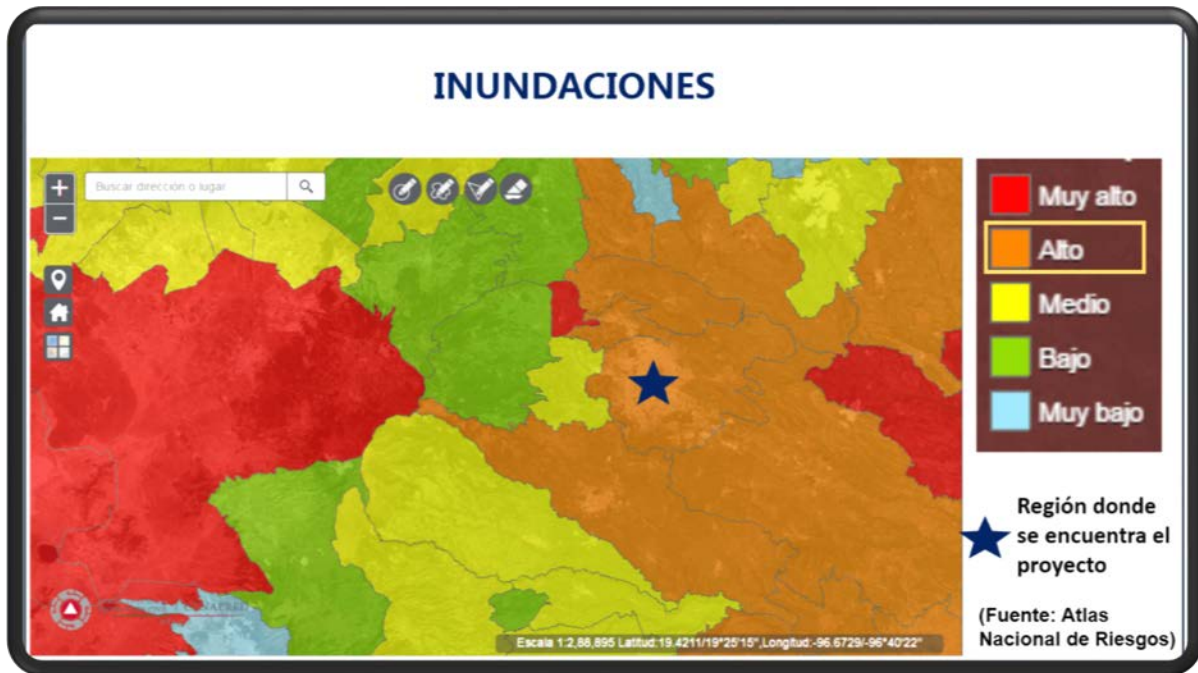 INUNDACIONES
Buscar dirección o lugar
Muy alto
Alto
Medio
Bajo
Muy bajo
Región donde
se encuentra el
proyecto
(Fuente: Atlas
Nacional de Riesgos)
Escala 1:2,88,895 Latitud:19.4211/19°25'15",Longitud:-96.6729/-96°40'22"